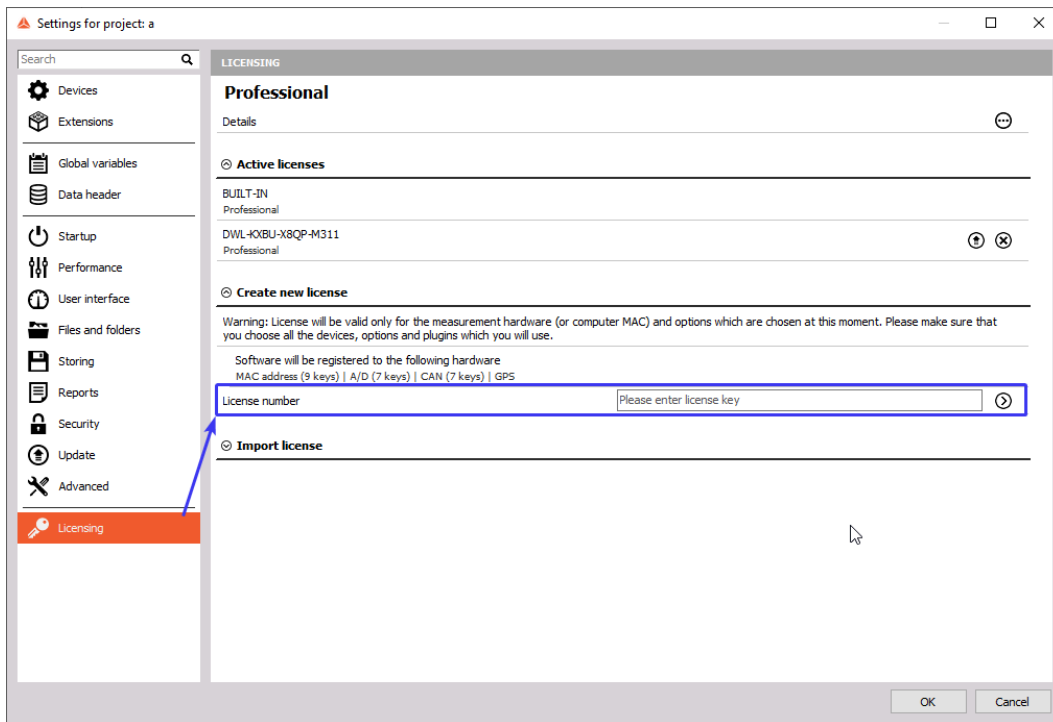 Settings for project: a
Search
Devices
Extensions
Global variables
Data header
Startup
Performance
User interface
Files and folders
Storing
Reports
Security
Update
Advanced
Licensing
LICENSING
Professional
Details
Active licenses
BUILT-IN
Professional
DWL-KXBU-X8QP-M311
Professional
Create new license
Warning: License will be valid only for the measurement hardware (or computer MAC) and options which are chosen at this moment. Please make sure that
you choose all the devices, options and plugins which you will use.
Software will be registered to the following hardware
MAC address (9 keys) | A/D (7 keys) | CAN (7 keys) | GPS
License number
Please enter license key
Import license
OK
Cancel